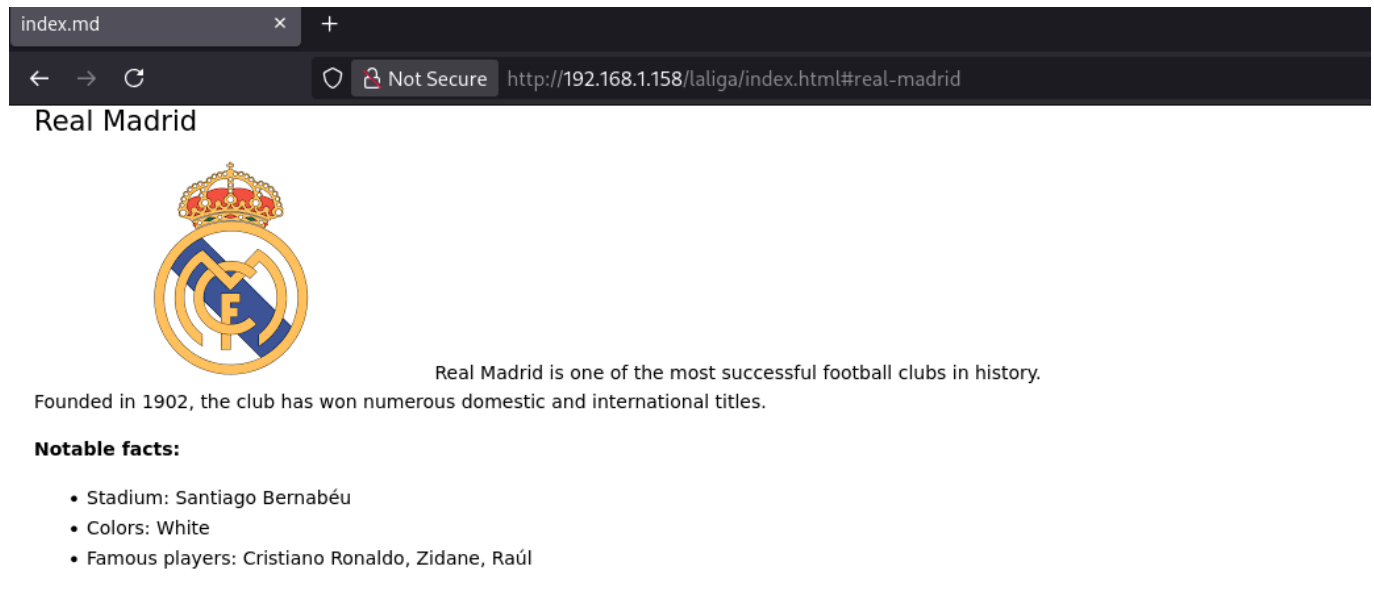 index.md
Not Secure http://192.168.1.158/laliga/index.html#real-madrid
Real Madrid
Real Madrid is one of the most successful football clubs in history.
Founded in 1902, the club has won numerous domestic and international titles.
Notable facts:
• Stadium: Santiago Bernabéu
• Colors: White
• Famous players: Cristiano Ronaldo, Zidane, Raúl